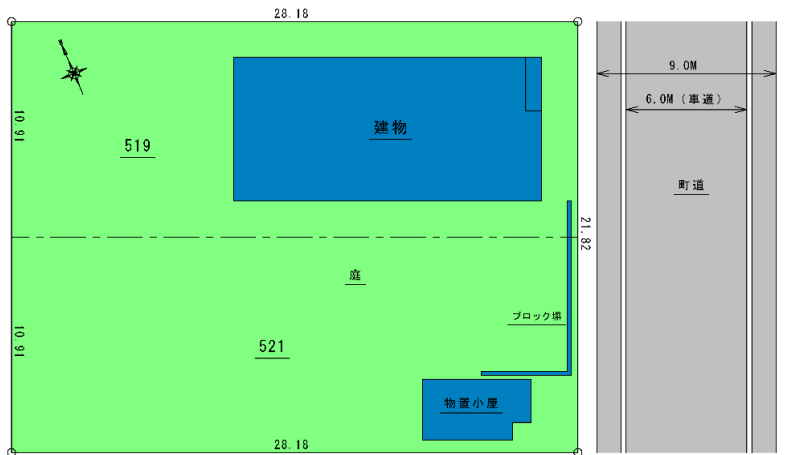 28.18
9.0M
6.0M（車道）
10.91
建物
519
町道
21.82
庭
ブロック塀
10.91
521
物置小屋
28.18